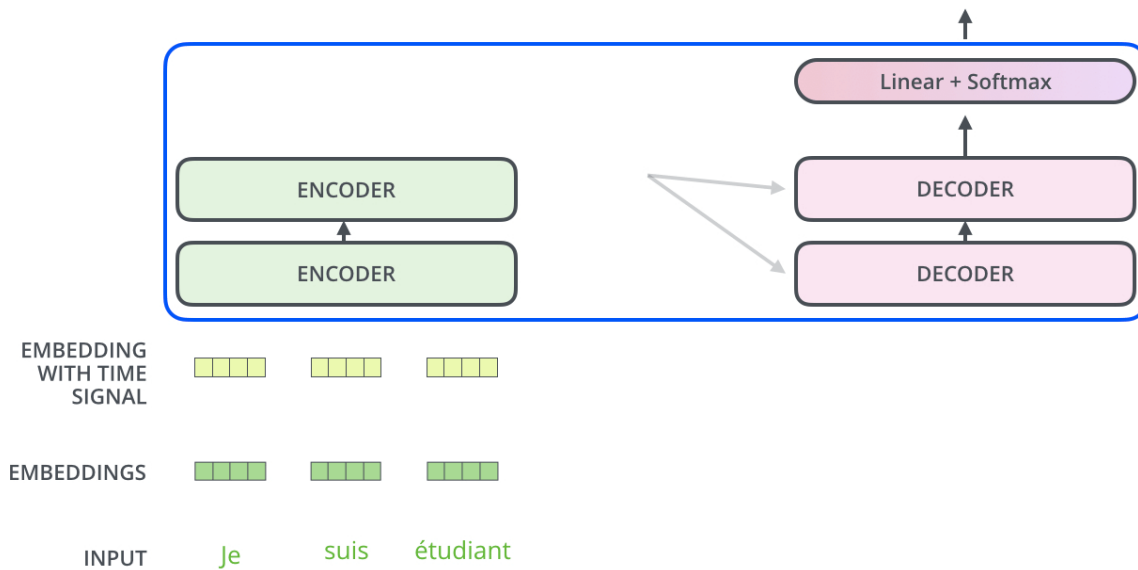 Linear + Softmax
ENCODER
DECODER
ENCODER
DECODER
EMBEDDING
WITH TIME
SIGNAL
EMBEDDINGS
INPUT Je suis étudiant